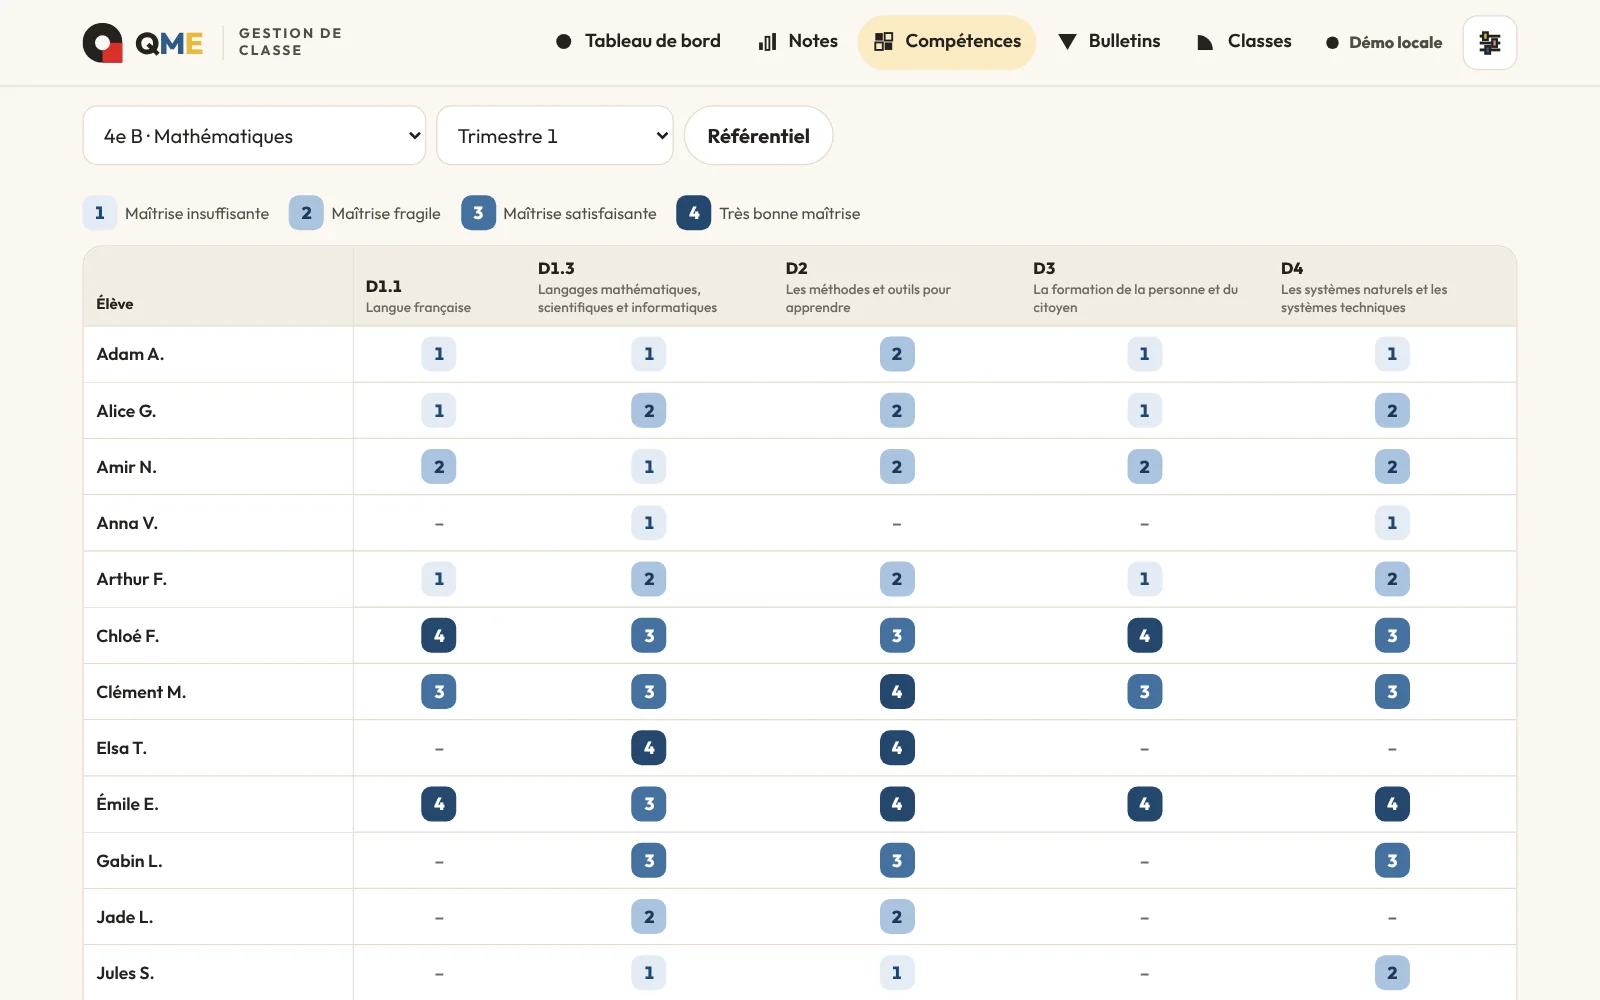 QME
GESTION DE
CLASSE
Tableau de bord
Notes
Compétences
Bulletins
Classes
Démo locale
4e B · Mathématiques
Trimestre 1
Référentiel
1 Maîtrise insuffisante
2 Maîtrise fragile
3 Maîtrise satisfaisante
4 Très bonne maîtrise
Élève
D1.1
Langue française
D1.3
Langages mathématiques,
scientifiques et informatiques
D2
Les méthodes et outils pour
apprendre
D3
La formation de la personne et du
citoyen
D4
Les systèmes naturels et les
systèmes techniques
Adam A. 1 1 2 1 1
Alice G. 1 2 2 1 2
Amir N. 2 1 2 2 2
Anna V. – 1 – – 1
Arthur F. 1 2 2 1 2
Chloé F. 4 3 3 4 3
Clément M. 3 3 4 3 3
Elsa T. – 4 4 – –
Émile E. 4 3 4 4 4
Gabin L. – 3 3 – 3
Jade L. – 2 2 – –
Jules S. – 1 1 – 2